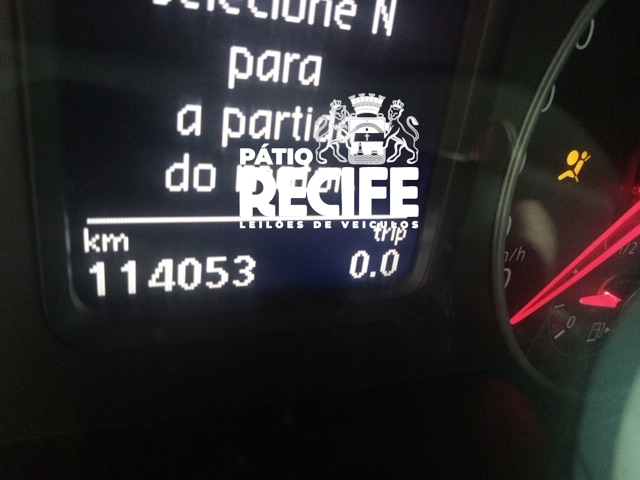 Selecione N
para
a partida
do
PÁTIO
RECIFE
LEILÕES DE VEÍCULOS
km
trip
114053
0.0